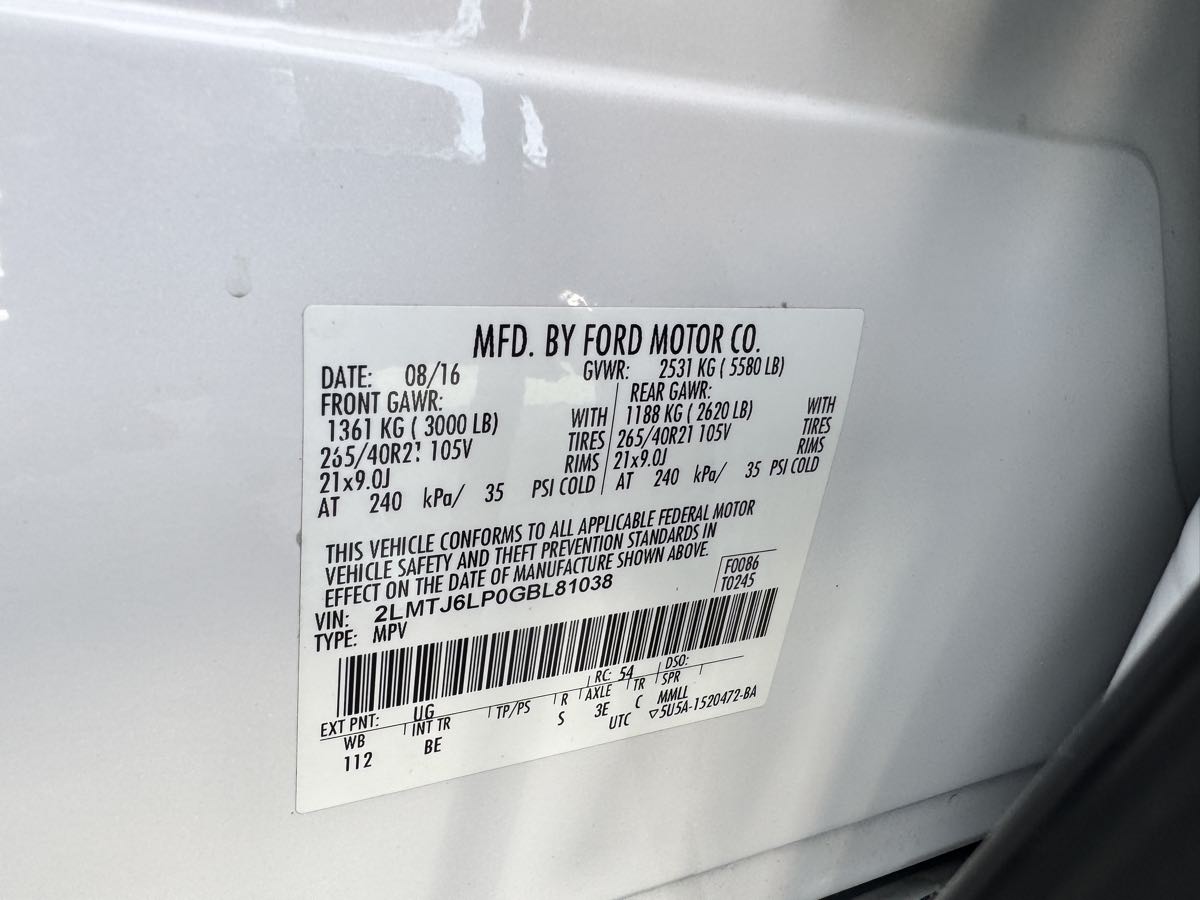 MFD. BY FORD MOTOR CO.
DATE: 08/16 GVWR: 2531 KG ( 5580 LB)
FRONT GAWR: REAR GAWR:
1361 KG ( 3000 LB) WITH 1188 KG ( 2620 LB) WITH
265/40R21 105V TIRES 265/40R21 105V TIRES
21x9.0J RIMS 21x9.0J RIMS
AT 240 kPa/ 35 PSI COLD AT 240 kPa/ 35 PSI COLD
THIS VEHICLE CONFORMS TO ALL APPLICABLE FEDERAL MOTOR
VEHICLE SAFETY AND THEFT PREVENTION STANDARDS IN
EFFECT ON THE DATE OF MANUFACTURE SHOWN ABOVE.
F0086
T0245
VIN: 2LMTJ6LP0GBL81038
TYPE: MPV
EXT PNT: UG RC: 54 DSO:
WB INT TR TP/PS R AXLE TR SPR
112 BE S 3E C MMLL
UTC ▽5U5A-1520472-BA